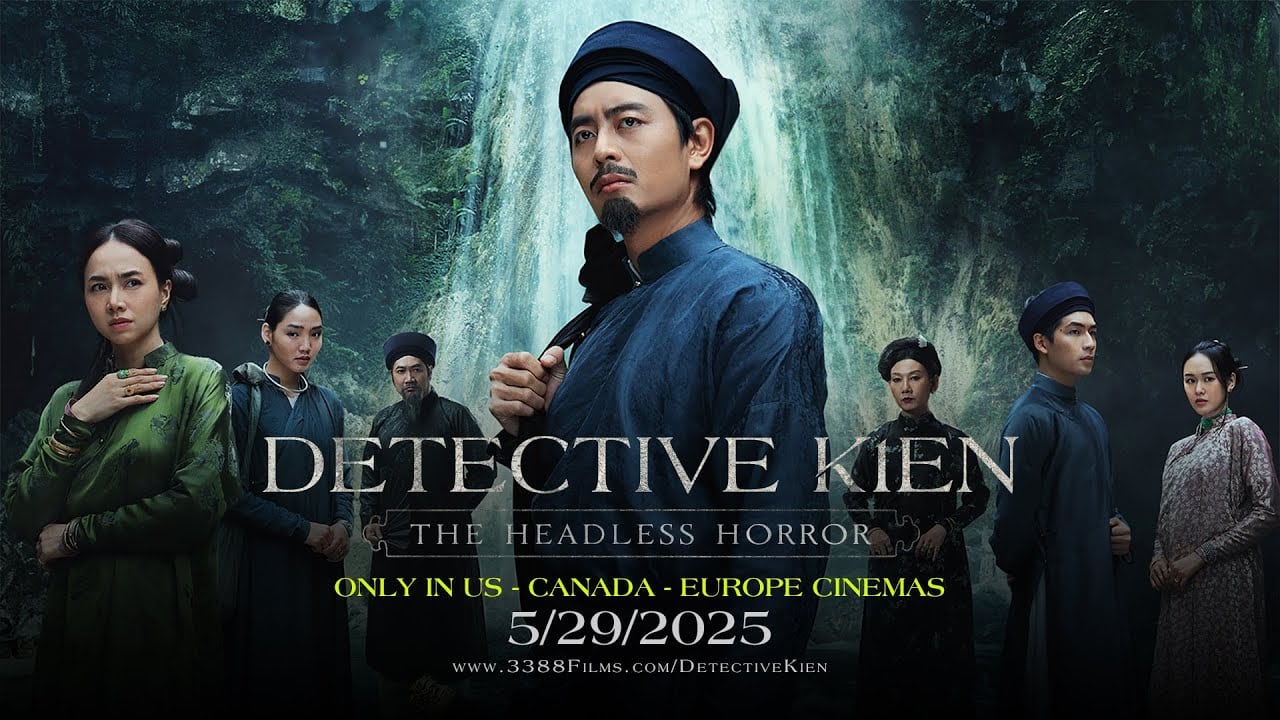 DETECTIVE KIEN
THE HEADLESS HORROR
ONLY IN US - CANADA - EUROPE CINEMAS
5/29/2025
WWW.3388FILMS.COM/DETECTIVEKIEN